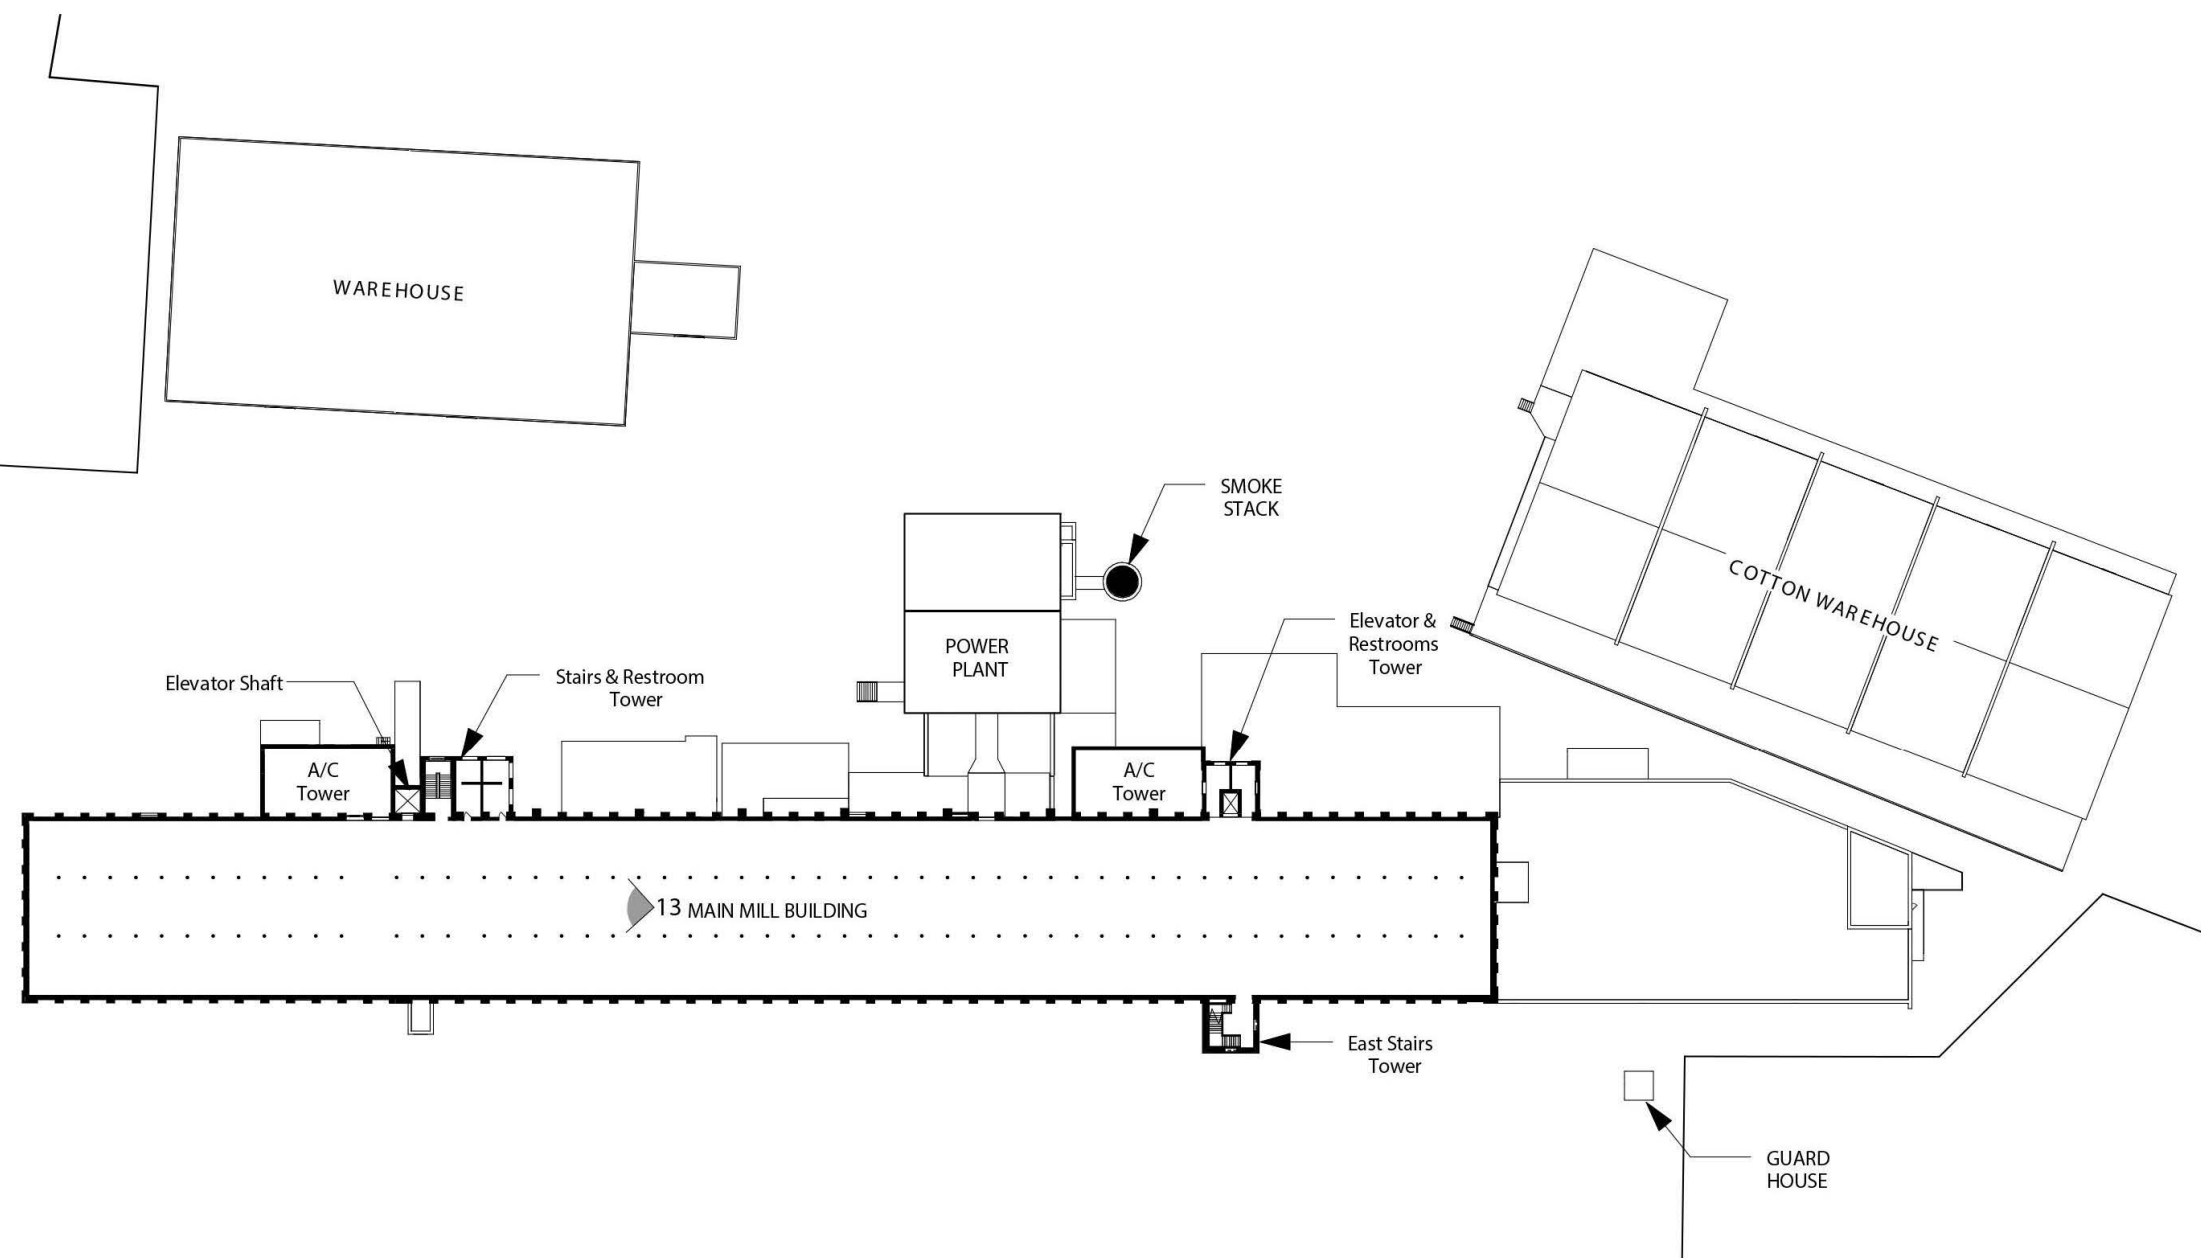 WAREHOUSE
SMOKE
STACK
COTTON WAREHOUSE
Elevator &
Restrooms
Tower
POWER
PLANT
Elevator Shaft
Stairs & Restroom
Tower
A/C
Tower
A/C
Tower
13 MAIN MILL BUILDING
East Stairs
Tower
GUARD
HOUSE